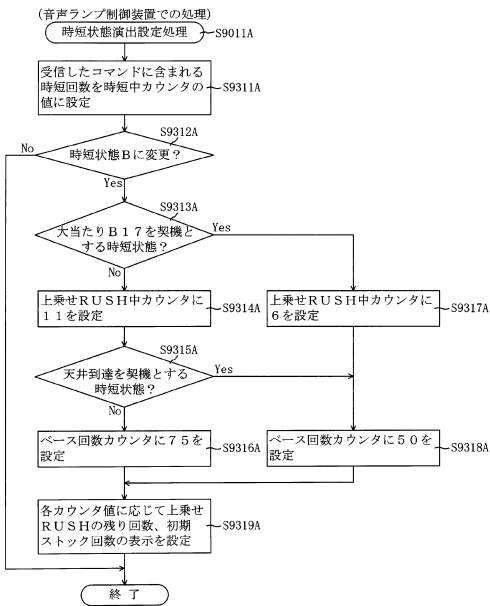 (音声ランプ制御装置での処理)
時短状態演出設定処理
S9011A
受信したコマンドに含まれる
時短回数を時短中カウンタの
値に設定
S9311A
S9312A
時短状態Bに変更?
No
Yes
S9313A
大当たりB17を契機と
する時短状態?
Yes
No
上乗せRUSH中カウンタに
11を設定
S9314A
上乗せRUSH中カウンタに
6を設定
S9317A
S9315A
天井到達を契機とする
時短状態?
Yes
No
ベース回数カウンタに75を
設定
S9316A
ベース回数カウンタに50を
設定
S9318A
各カウンタ値に応じて上乗せ
RUSHの残り回数、初期
ストック回数の表示を設定
S9319A
終了